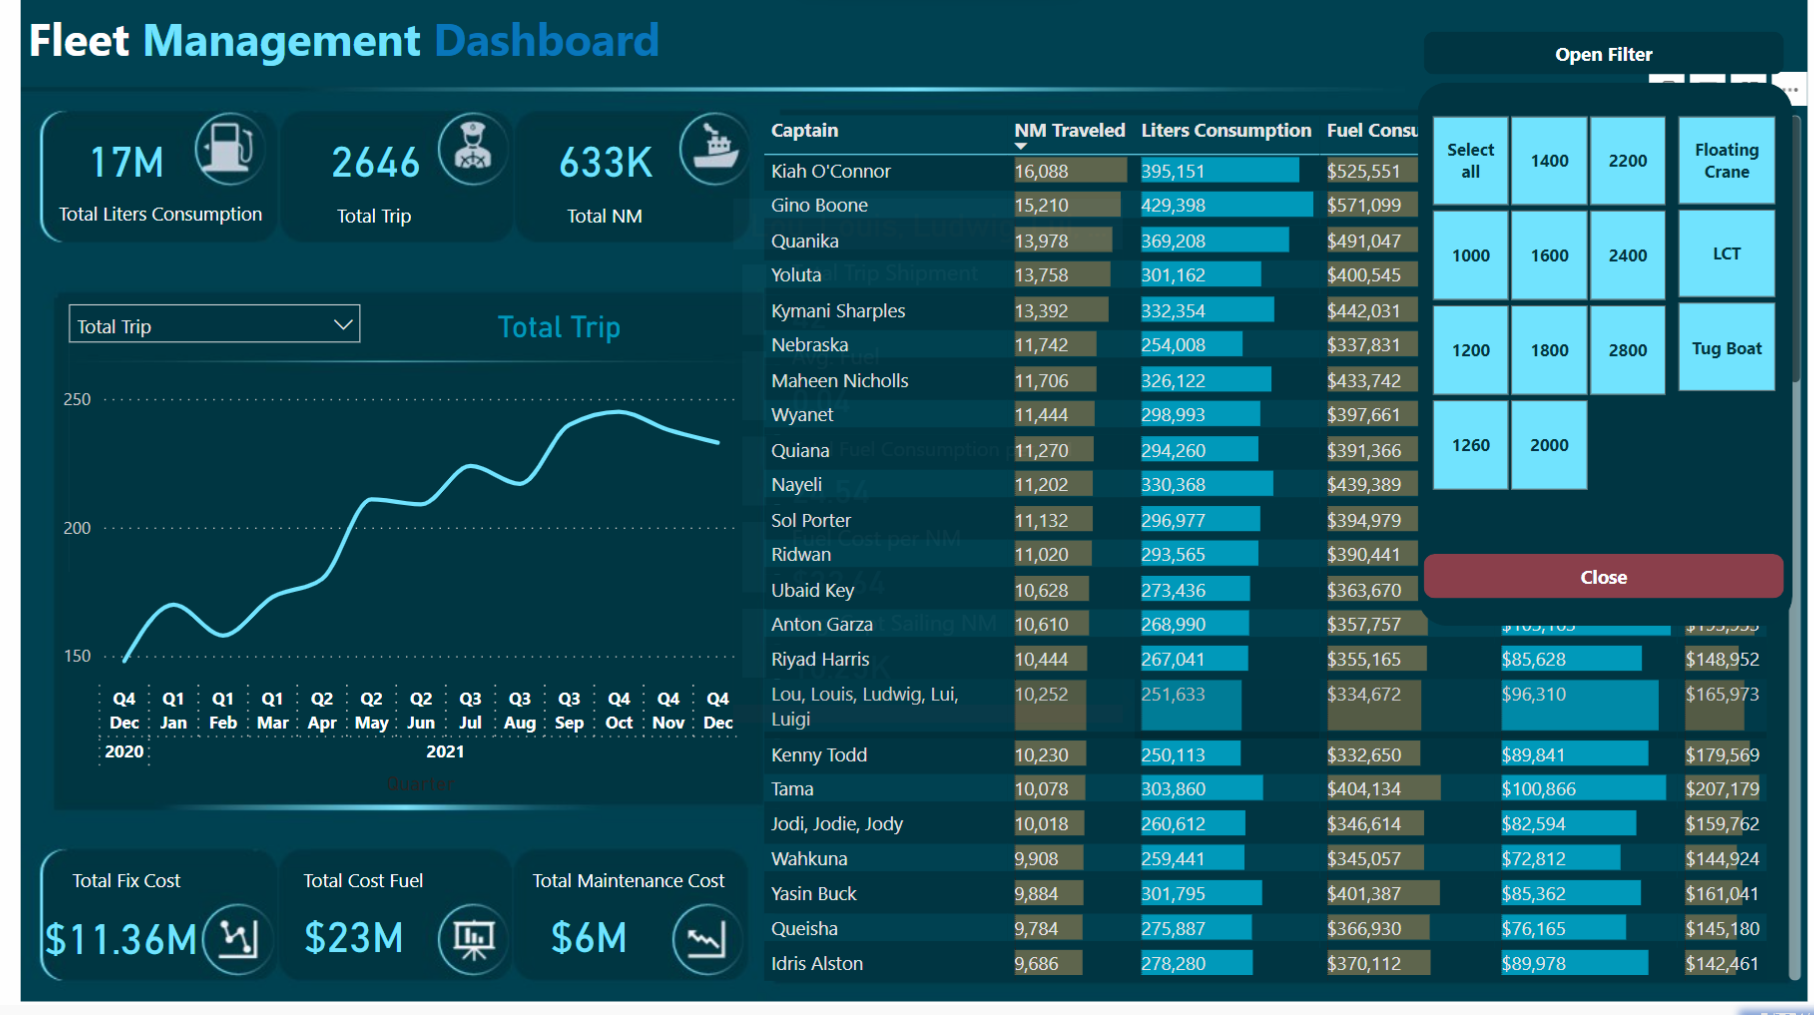 Fleet Management Dashboard
Open Filter
17M
Total Liters Consumption
2646
Total Trip
633K
Total NM
Total Trip
Total Trip
250
200
150
Q4 Q1 Q1 Q1 Q2 Q2 Q2 Q3 Q3 Q3 Q4 Q4 Q4
Dec Jan Feb Mar Apr May Jun Jul Aug Sep Oct Nov Dec
2020 2021
Quarter
Total Fix Cost
$11.36M
Total Cost Fuel
$23M
Total Maintenance Cost
$6M
Captain NM Traveled Liters Consumption Fuel Consu
Kiah O'Connor 16,088 395,151 $525,551
Gino Boone 15,210 429,398 $571,099
Quanika 13,978 369,208 $491,047
Yoluta 13,758 301,162 $400,545
Kymani Sharples 13,392 332,354 $442,031
Nebraska 11,742 254,008 $337,831
Maheen Nicholls 11,706 326,122 $433,742
Wyanet 11,444 298,993 $397,661
Quiana 11,270 294,260 $391,366
Nayeli 11,202 330,368 $439,389
Sol Porter 11,132 296,977 $394,979
Ridwan 11,020 293,565 $390,441
Ubaid Key 10,628 273,436 $363,670
Anton Garza 10,610 268,990 $357,757
Riyad Harris 10,444 267,041 $355,165 $85,628 $148,952
Lou, Louis, Ludwig, Lui, 10,252 251,633 $334,672 $96,310 $165,973
Luigi
Kenny Todd 10,230 250,113 $332,650 $89,841 $179,569
Tama 10,078 303,860 $404,134 $100,866 $207,179
Jodi, Jodie, Jody 10,018 260,612 $346,614 $82,594 $159,762
Wahkuna 9,908 259,441 $345,057 $72,812 $144,924
Yasin Buck 9,884 301,795 $401,387 $85,362 $161,041
Queisha 9,784 275,887 $366,930 $76,165 $145,180
Idris Alston 9,686 278,280 $370,112 $89,978 $142,461
Trip Shipment
Fuel Consumption
Fuel Cost per NM
Sailing NM
Select
all
1400
2200
1000
1600
2400
1200
1800
2800
1260
2000
Floating
Crane
LCT
Tug Boat
Close